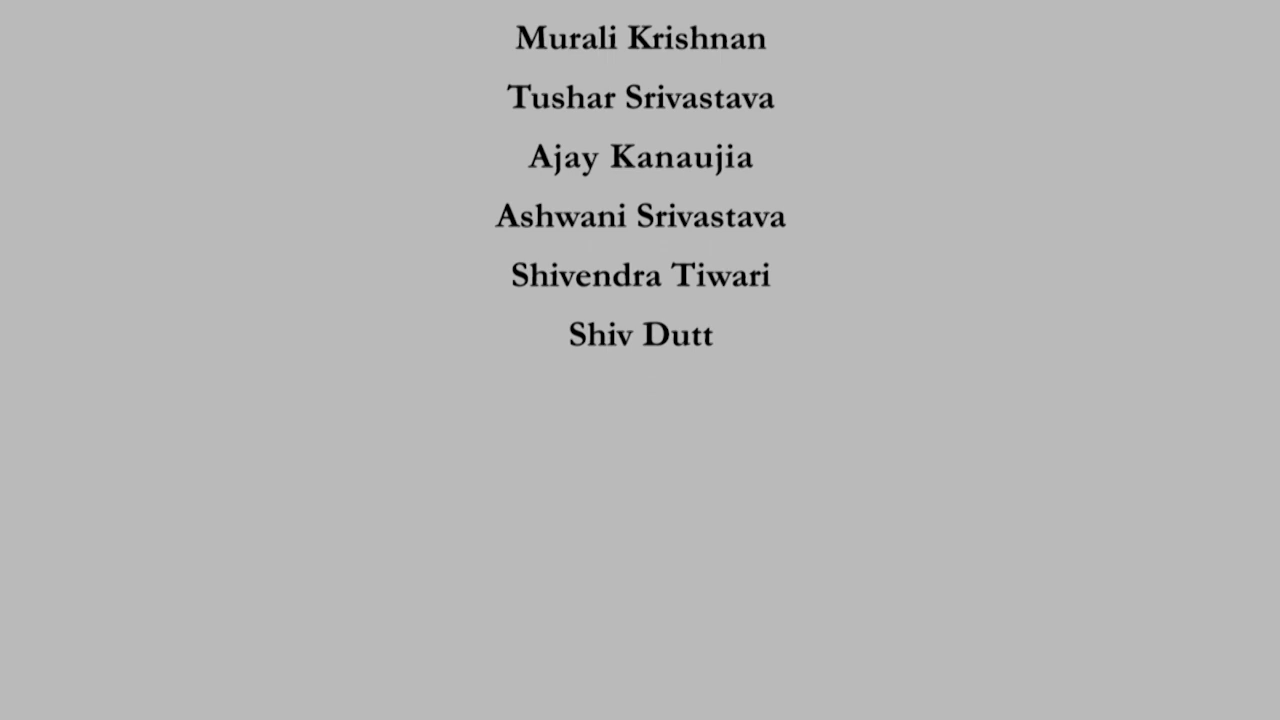 Murali Krishnan
Tushar Srivastava
Ajay Kanaujia
Ashwani Srivastava
Shivendra Tiwari
Shiv Dutt